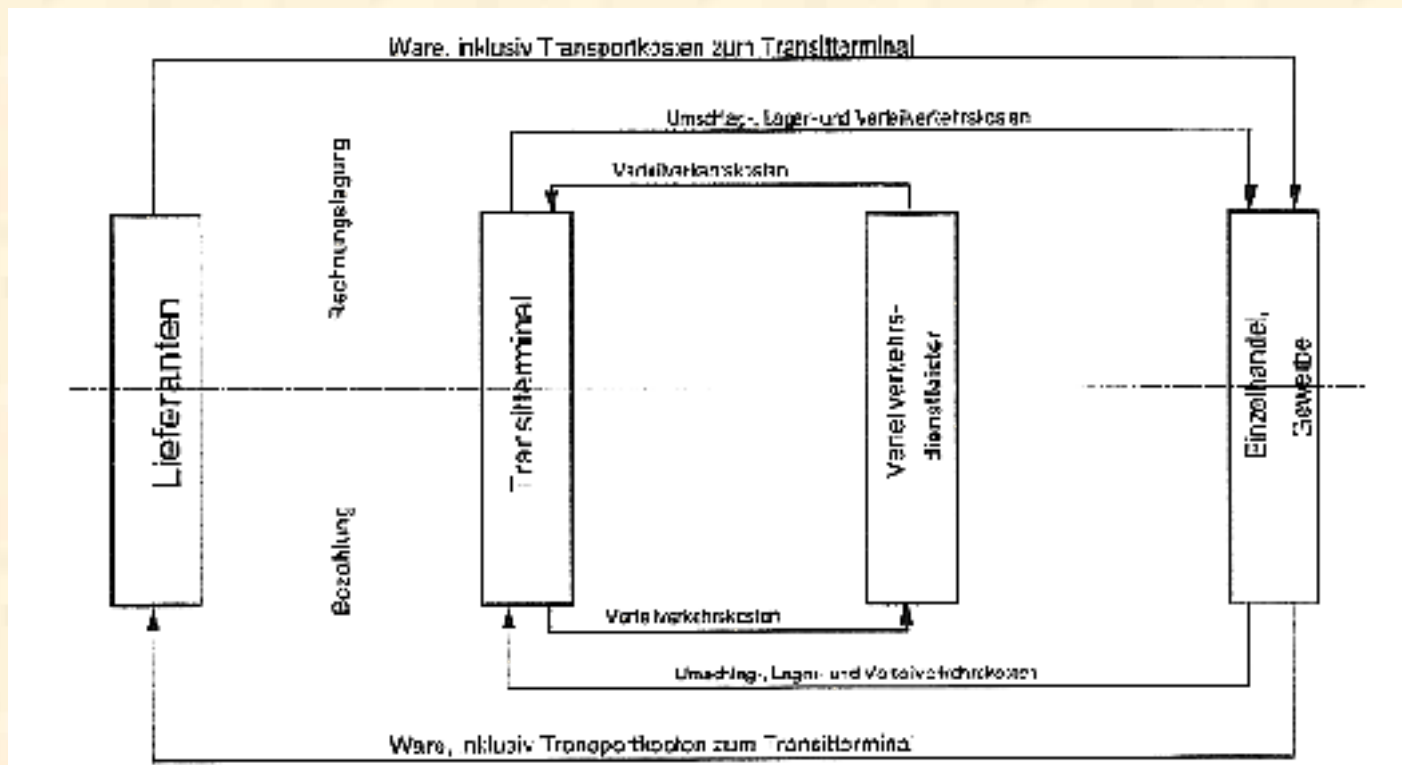 Ware, inklusiv Transportkosten zum Transitterminal
Umschlag-, Lager- und Verteilverkehrskosten
Verteilverkehrskosten
Rechnungslegung
Lieferanten
Transitterminal
Verteilverkehrs-
dienstleister
Einzelhandel,
Gewerbe
Bezahlung
Verteilverkehrskosten
Umschlag-, Lager- und Verteilverkehrskosten
Ware, inklusiv Transportkosten zum Transitterminal